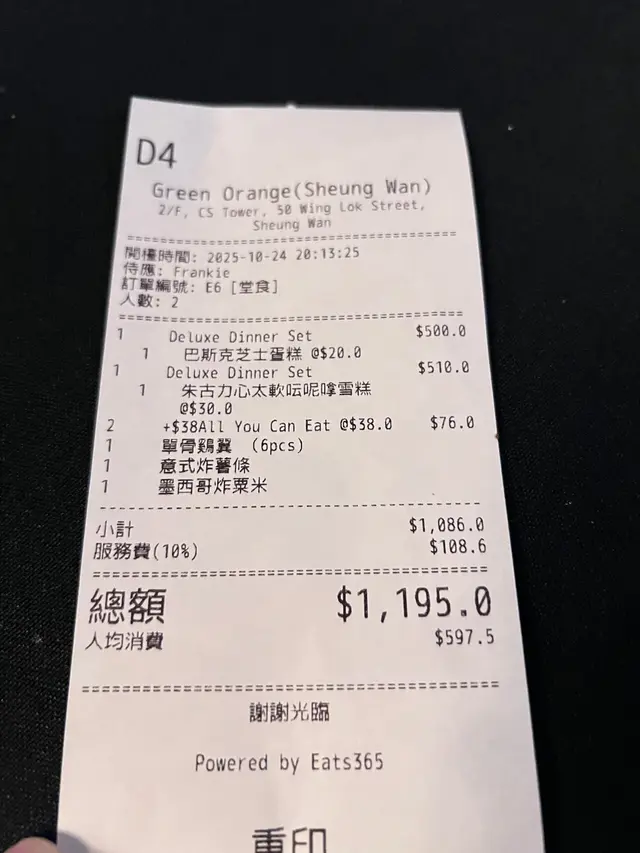 D4
Green Orange(Sheung Wan)
2/F, CS Tower, 50 Wing Lok Street,
Sheung Wan
開檯時間: 2025-10-24 20:13:25
侍應: Frankie
訂單編號: E6 [堂食]
人數: 2
1 Deluxe Dinner Set $500.0
1 巴斯克芝士蛋糕 @$20.0
1 Deluxe Dinner Set $510.0
1 朱古力心太軟呍呢嗱雪糕
@$30.0
2 +$38All You Can Eat @$38.0 $76.0
1 單骨鷄翼 (6pcs)
1 意式炸薯條
1 墨西哥炸粟米
小計 $1,086.0
服務費(10%) $108.6
總額 $1,195.0
人均消費 $597.5
謝謝光臨
Powered by Eats365
重印